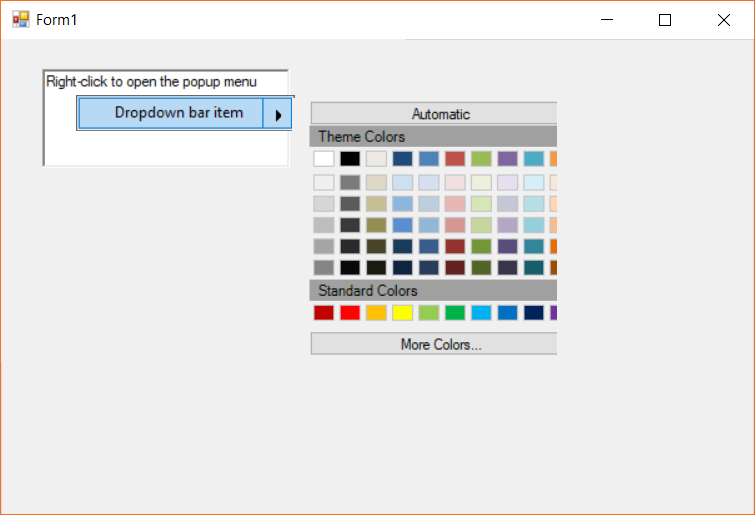 Form1
Right-click to open the popup menu
Dropdown bar item
Automatic
Theme Colors
Standard Colors
More Colors...